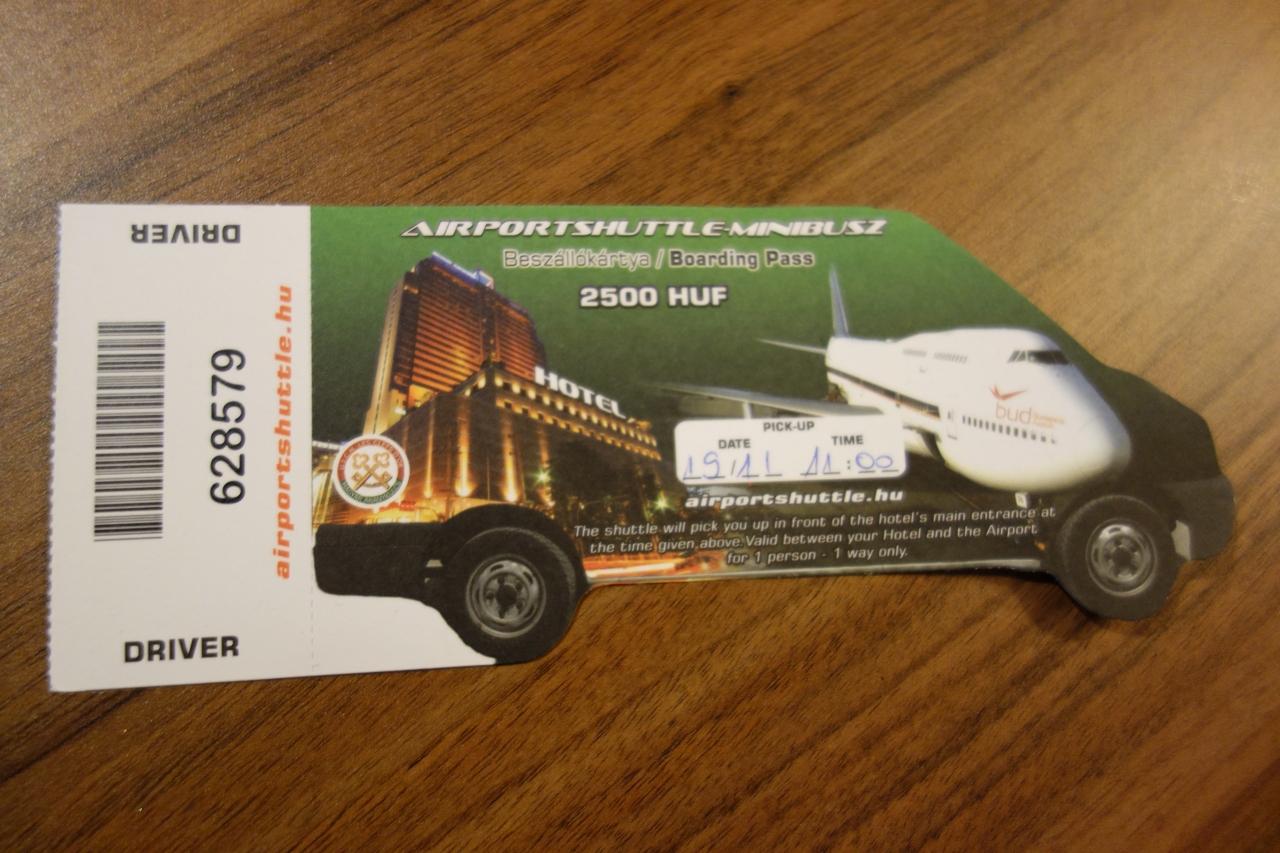 DRIVER
628579
airportshuttle.hu
DRIVER
AIRPORTSHUTTLE-MINIBUSZ
Beszállókártya / Boarding Pass
2500 HUF
HOTEL
bud
PICK-UP
DATE TIME
19/11 11:00
airportshuttle.hu
The shuttle will pick you up in front of the hotel's main entrance at
the time given above. Valid between your Hotel and the Airport
for 1 person - 1 way only.